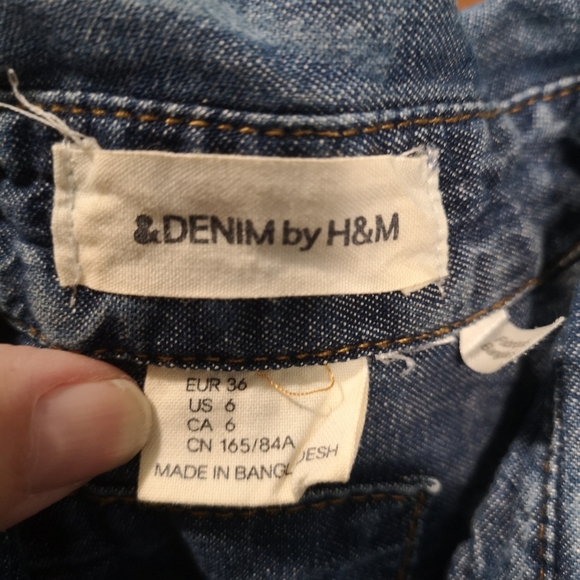 &DENIM by H&M
EUR 36
US 6
CA 6
CN 165/84A
MADE IN BANGLADESH